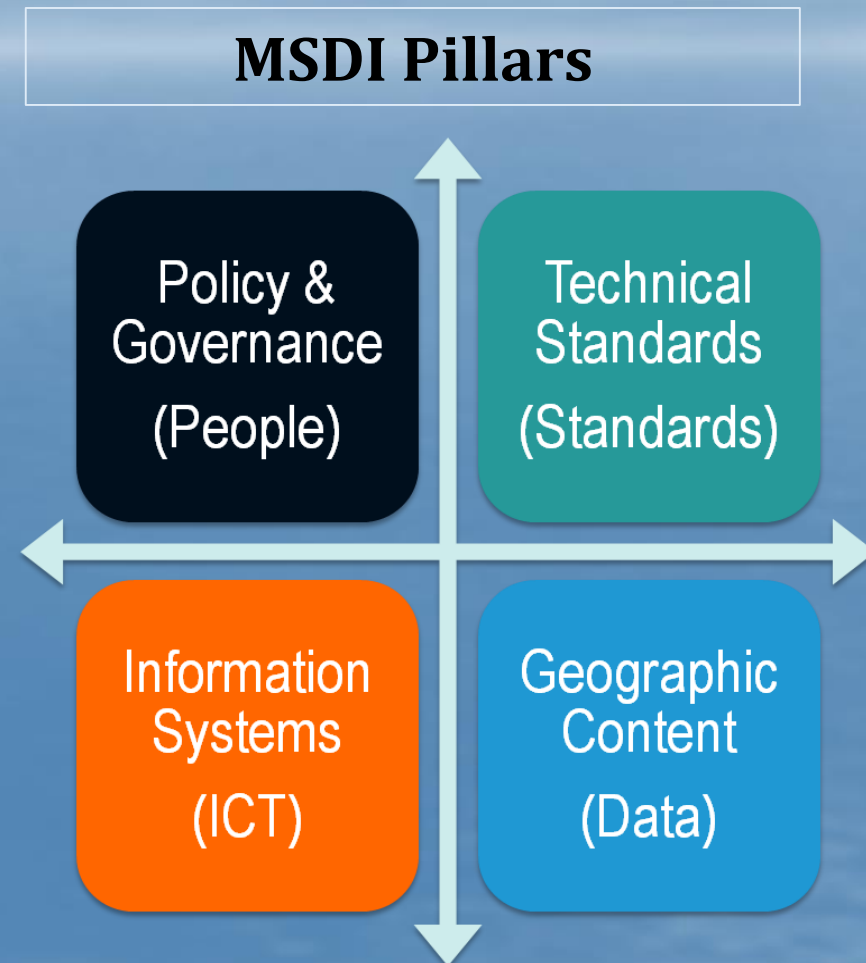 MSDI Pillars
Policy &
Governance
(People)
Technical
Standards
(Standards)
Information
Systems
(ICT)
Geographic
Content
(Data)